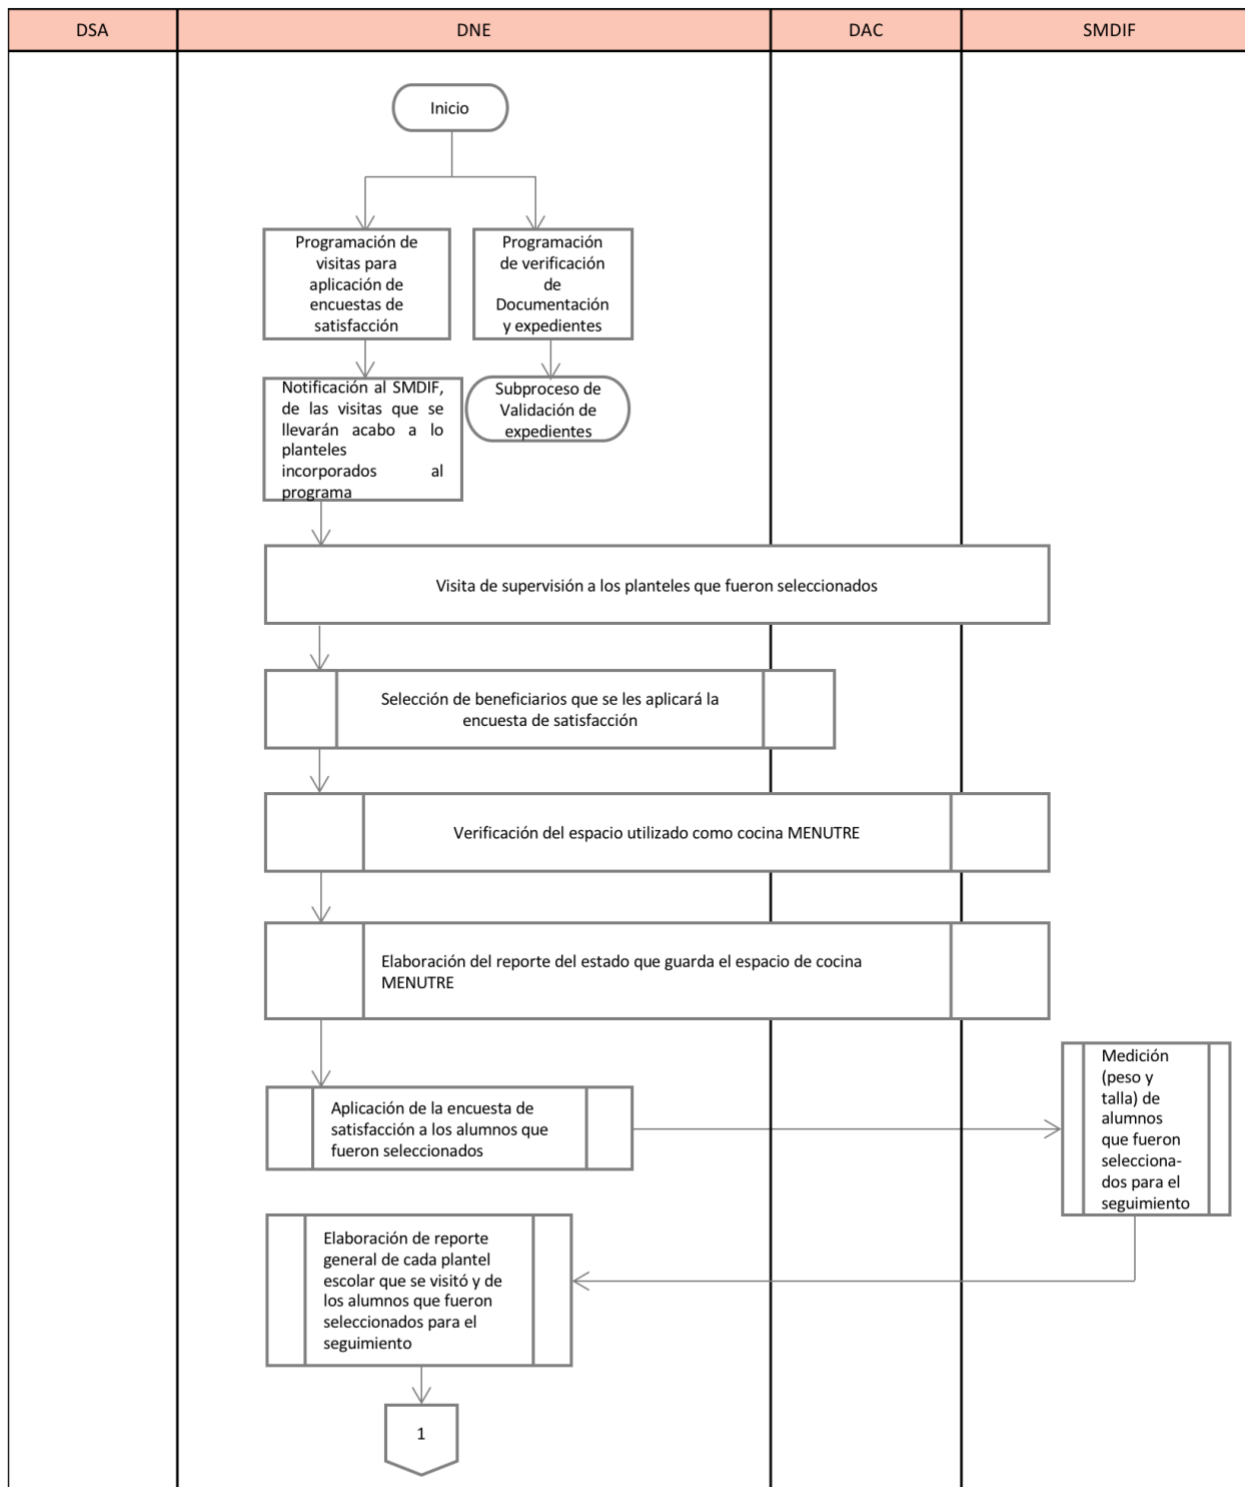 DSA
DNE
DAC
SMDIF
Inicio
Programación de
visitas para
aplicación de
encuestas de
satisfacción
Programación
de verificación
de
Documentación
y expedientes
Notificación al SMDIF,
de las visitas que se
llevarán acabo a lo
planteles
incorporados al
programa
Subproceso de
Validación de
expedientes
Visita de supervisión a los planteles que fueron seleccionados
Selección de beneficiarios que se les aplicará la
encuesta de satisfacción
Verificación del espacio utilizado como cocina MENUTRE
Elaboración del reporte del estado que guarda el espacio de cocina
MENUTRE
Aplicación de la encuesta de
satisfacción a los alumnos que
fueron seleccionados
Medición
(peso y
talla) de
alumnos
que fueron
selecciona-
dos para el
seguimiento
Elaboración de reporte
general de cada plantel
escolar que se visitó y de
los alumnos que fueron
seleccionados para el
seguimiento
1